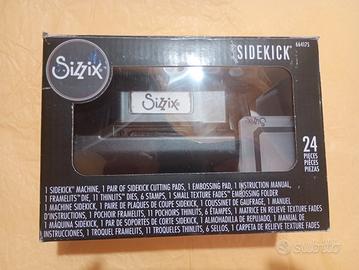 Sizzix
SIDEKICK
664175
Sizzix
24
PIECES
PIÈCES
PIEZAS
1 SIDEKICK™ MACHINE, 1 PAIR OF SIDEKICK CUTTING PADS, 1 EMBOSSING PAD, 1 INSTRUCTION MANUAL,
1 FRAMELITS™ DIE, 11 THINLITS™ DIES, 6 STAMPS, 1 SMALL TEXTURE FADES™ EMBOSSING FOLDER
1 MACHINE SIDEKICK, 1 PAIRE DE PLAQUES DE COUPE SIDEKICK, 1 COUSSINET DE GAUFRAGE, 1 MANUEL
D'INSTRUCTIONS, 1 POCHOIR FRAMELITS, 11 POCHOIRS THINLITS, 6 ÉTAMPES, 1 MATRICE EN RELIEF TEXTURE FADES
1 MÁQUINA SIDEKICK, 1 PAR DE SOPORTES DE CORTE SIDEKICK, 1 ALMOHADILLA DE REPUJADO, 1 MANUAL DE
INSTRUCCIONES, 1 TROQUEL FRAMELITS, 11 TROQUELES THINLITS, 6 SELLOS, 1 CARPETA DE RELIEVE TEXTURE FADES
subito